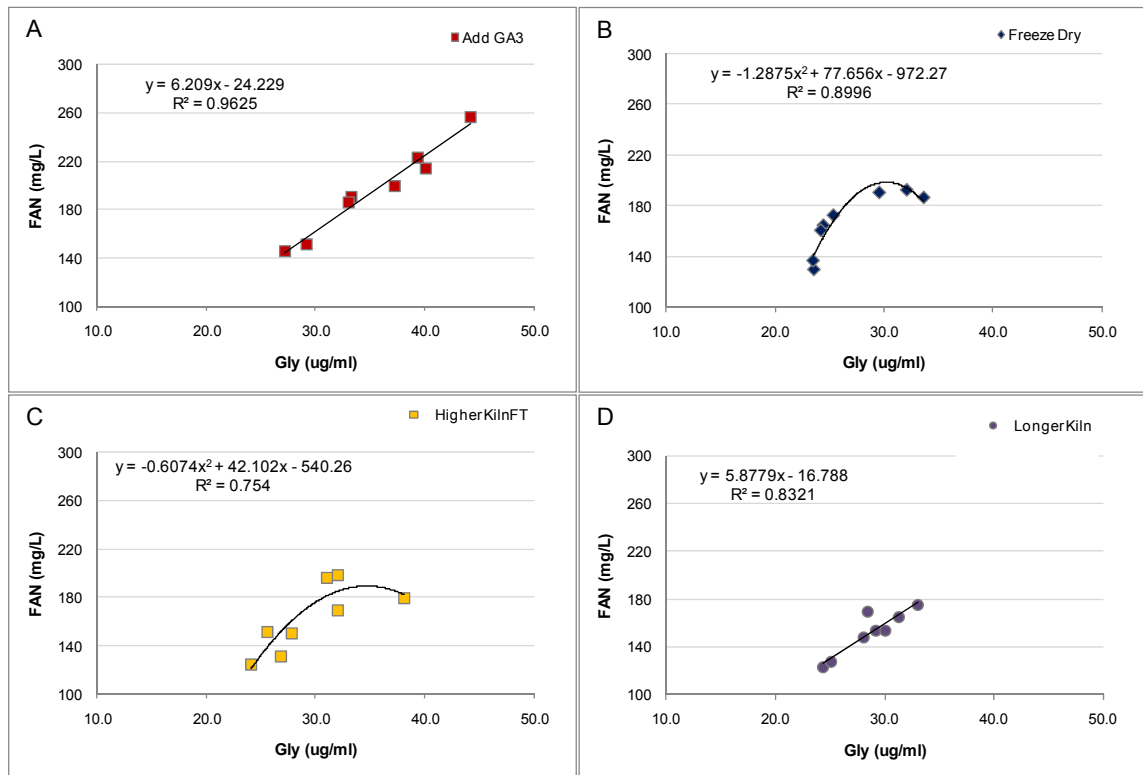 A
Add GA3
y = 6.209x - 24.229
R² = 0.9625
FAN (mg/L)
300
260
220
180
140
100
10.0 20.0 30.0 40.0 50.0
Gly (ug/ml)
B
Freeze Dry
y = -1.2875x² + 77.656x - 972.27
R² = 0.8996
FAN (mg/L)
300
260
220
180
140
100
10.0 20.0 30.0 40.0 50.0
Gly (ug/ml)
C
HigherKilnFT
y = -0.6074x² + 42.102x - 540.26
R² = 0.754
FAN (mg/L)
300
260
220
180
140
100
10.0 20.0 30.0 40.0 50.0
Gly (ug/ml)
D
LongerKiln
y = 5.8779x - 16.788
R² = 0.8321
FAN (mg/L)
300
260
220
180
140
100
10.0 20.0 30.0 40.0 50.0
Gly (ug/ml)